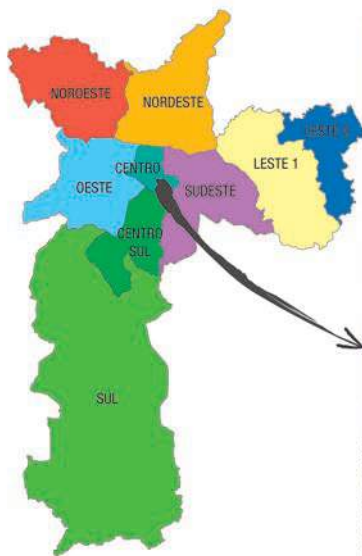 NOROESTE
NORDESTE
LESTE 2
CENTRO
LESTE 1
OESTE
SUDESTE
CENTRO
SUL
SUL